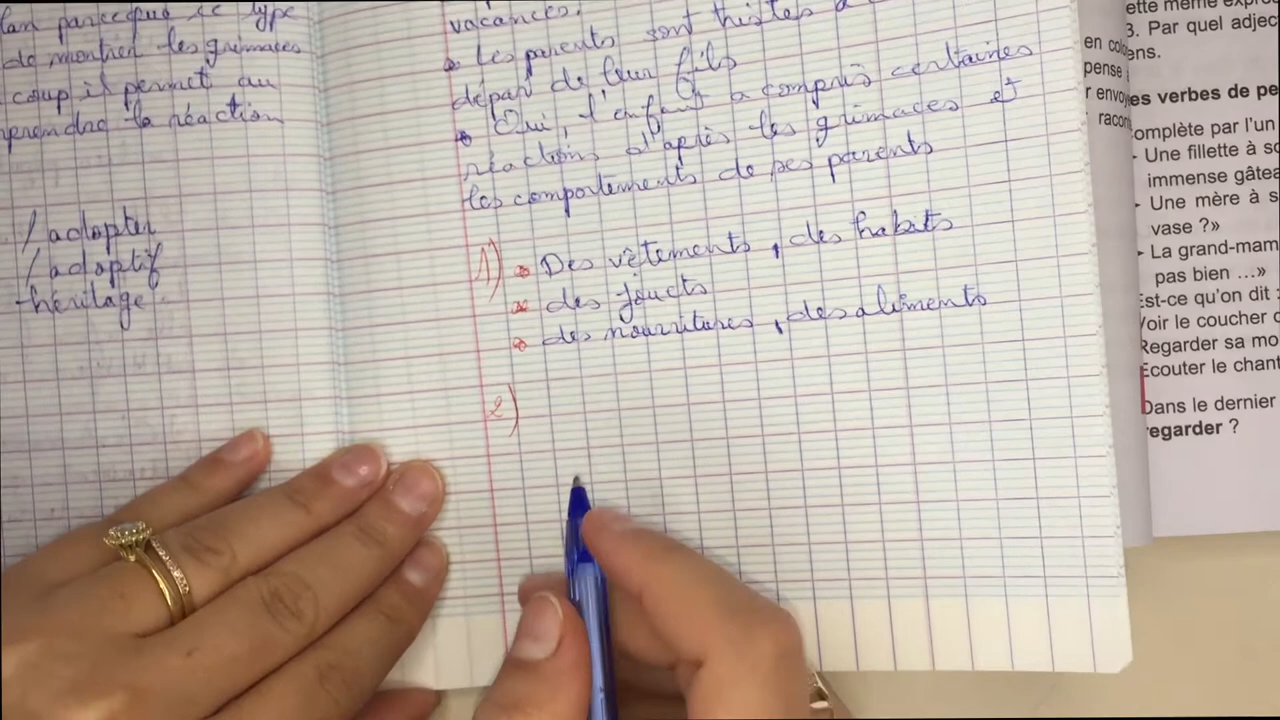 de montrer les grimaces
coup il permet au
la réaction
/ adopter
/ adoptif
héritage
vacances.
Les parents sont tristes
départ de leur fils
Oui, l'enfant a compris certaines
réactions d'après les grimaces et
les comportements de ses parents
1) Des vêtements, des habits
des jouets
des nourritures, des aliments
2)
3. Par quel adjec
en
ens.
pense
r envoy
es verbes de pe
omplète par l'un
- Une fillette à so
immense gâtea
Une mère à s
vase ?»
La grand-mam
pas bien ...»
Est-ce qu'on dit :
Voir le coucher
Regarder sa mo
Ecouter le chant
Dans le dernier
regarder ?